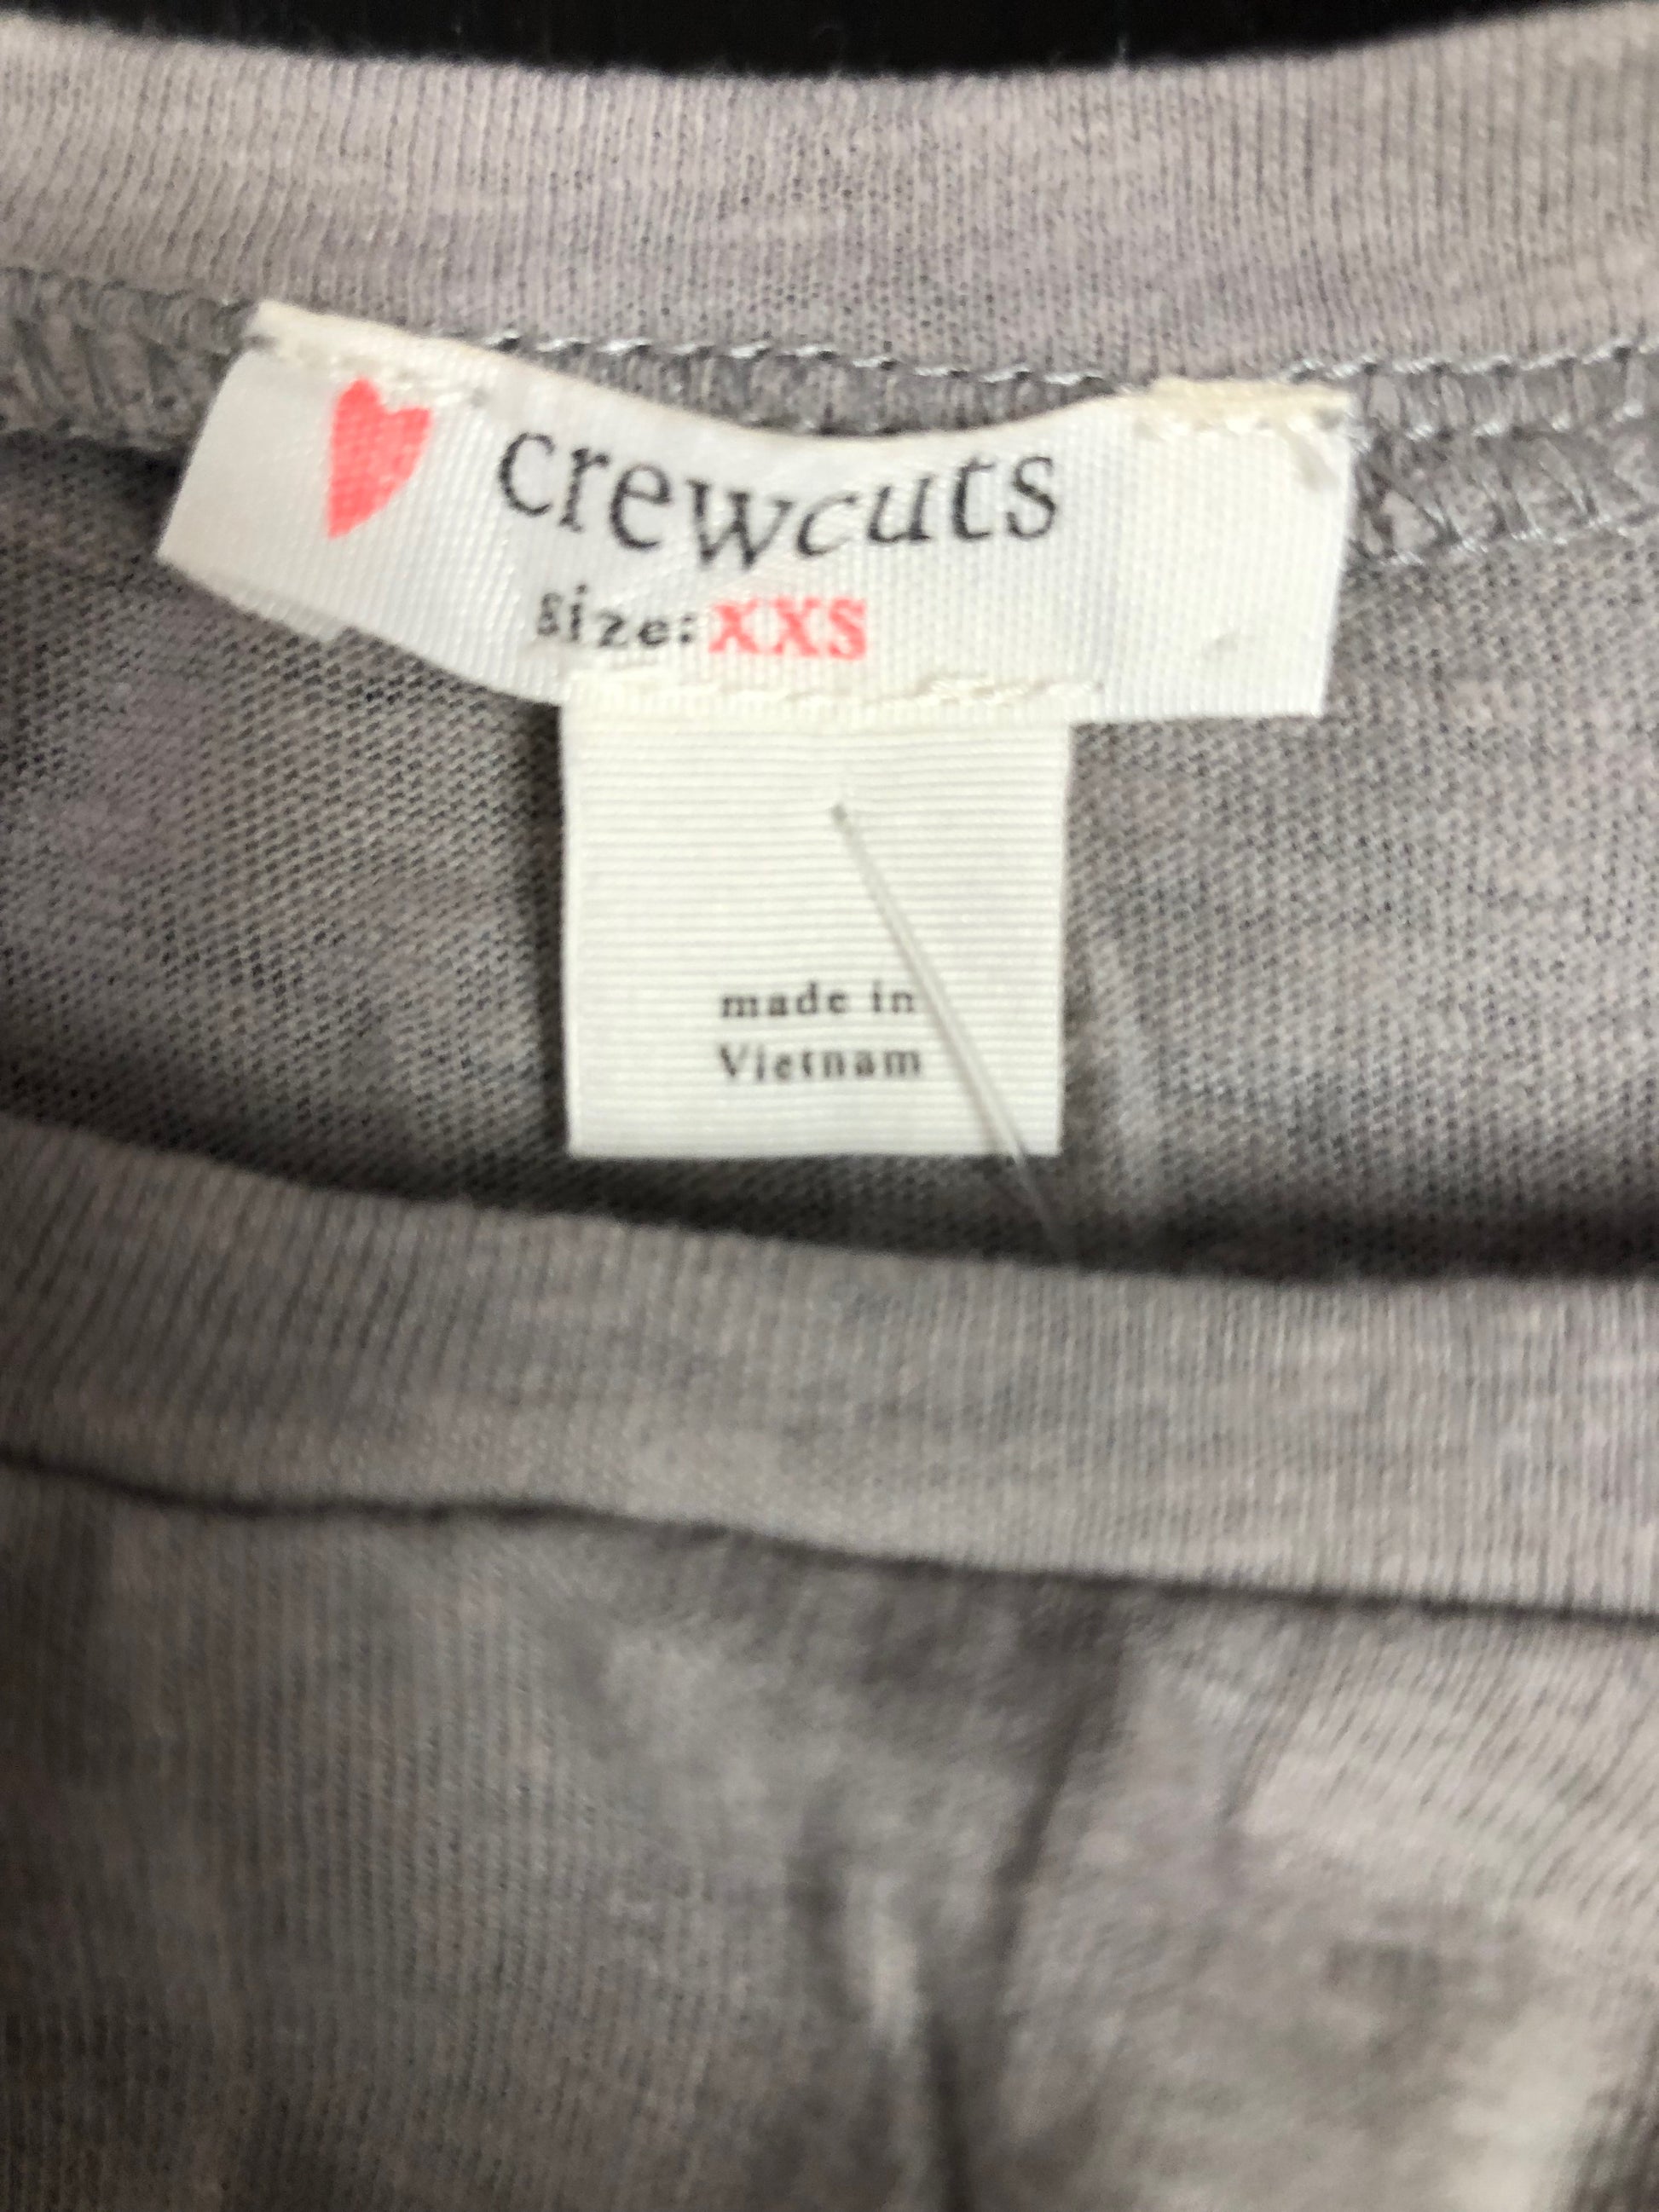 crewcuts
size: XXS
made in
Vietnam